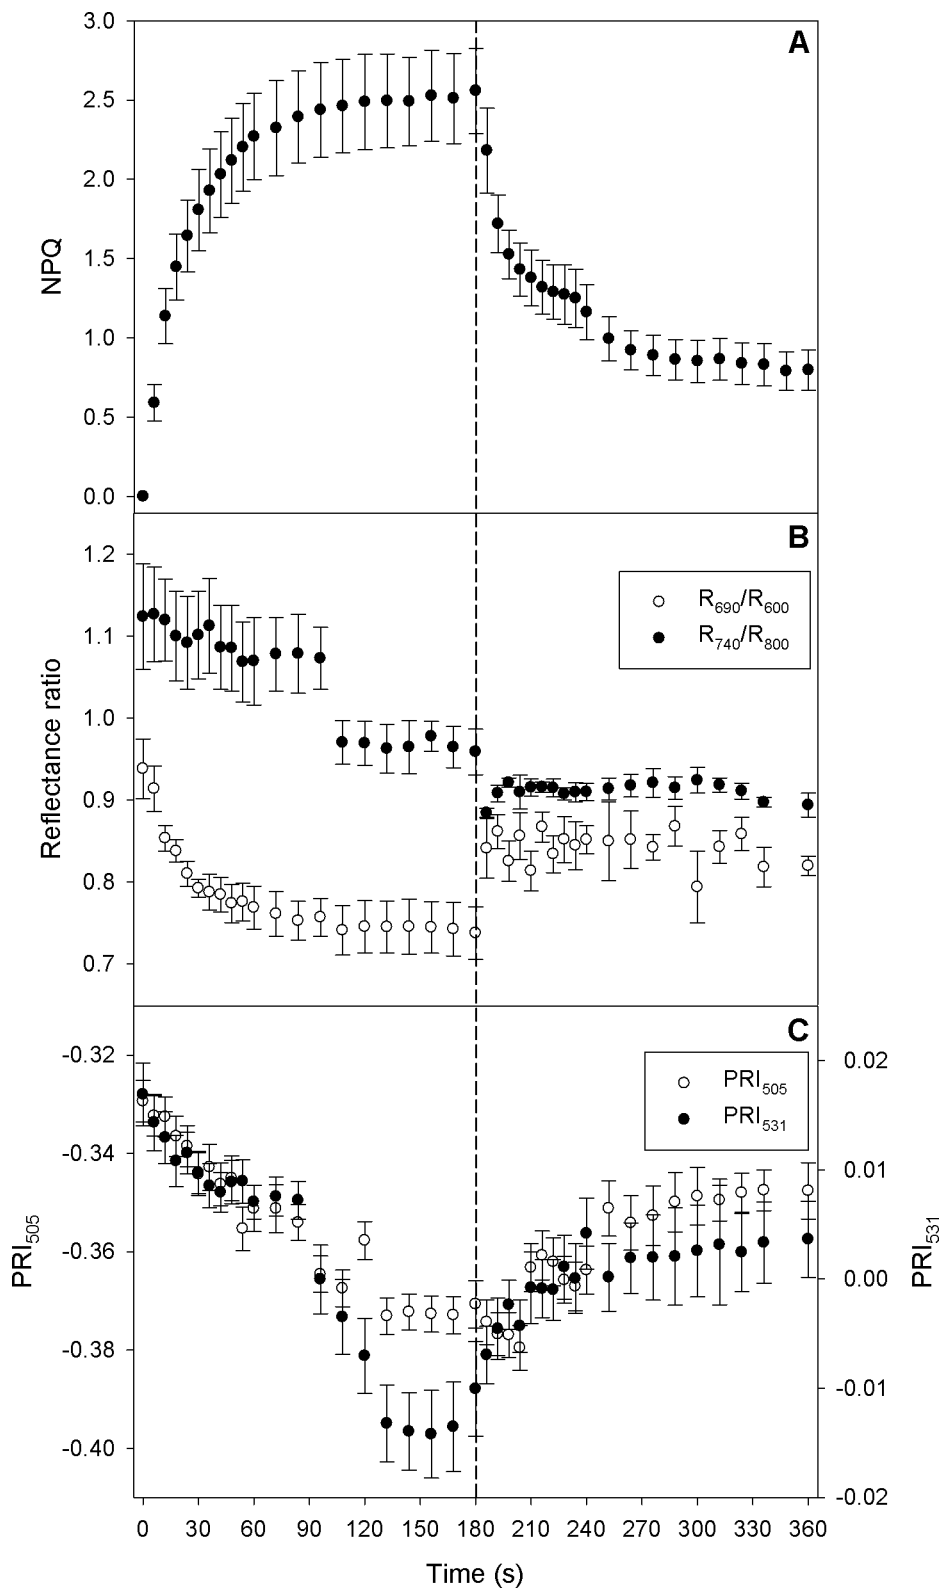 A
3.0
2.5
2.0
1.5
1.0
0.5
0.0
NPQ
B
1.2
1.1
1.0
0.9
0.8
0.7
Reflectance ratio
R690/R600
R740/R800
C
-0.32
-0.34
-0.36
-0.38
-0.40
PRI505
PRI505
PRI531
0.02
0.01
0.00
-0.01
-0.02
PRI531
0 30 60 90 120 150 180 210 240 270 300 330 360
Time (s)